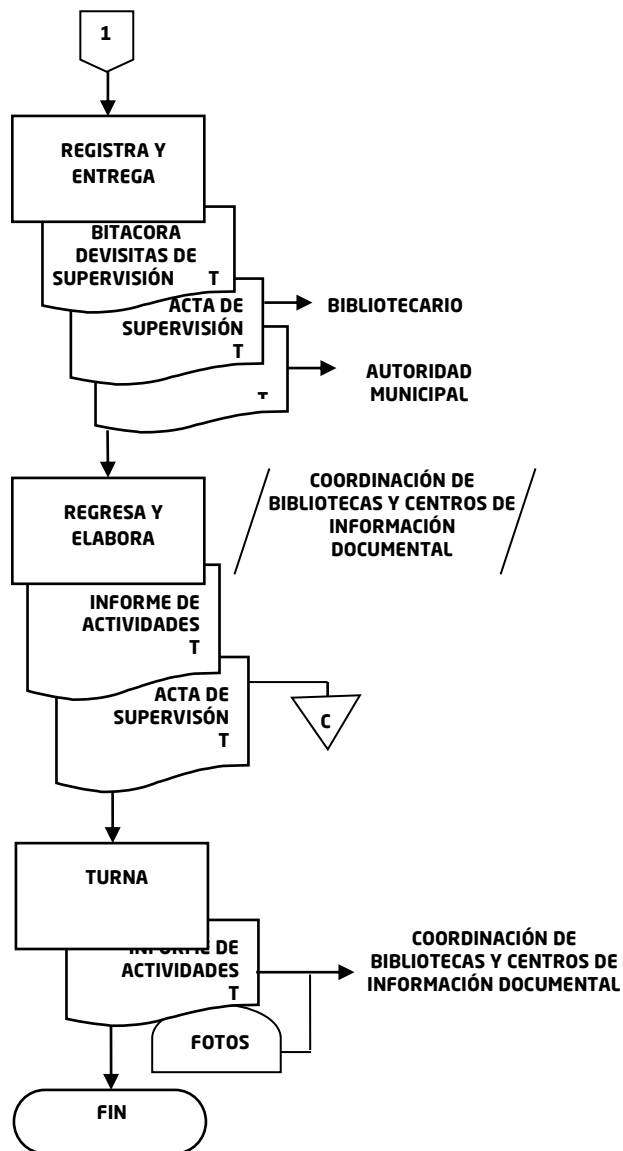 1
REGISTRA Y
ENTREGA
BITACORA
DEVISITAS DE
SUPERVISIÓN T
ACTA DE
SUPERVISIÓN
T
BIBLIOTECARIO
T
AUTORIDAD
MUNICIPAL
REGRESA Y
ELABORA
COORDINACIÓN DE
BIBLIOTECAS Y CENTROS DE
INFORMACIÓN
DOCUMENTAL
INFORME DE
ACTIVIDADES
T
ACTA DE
SUPERVISÓN
T
C
TURNA
INFORME DE
ACTIVIDADES
T
COORDINACIÓN DE
BIBLIOTECAS Y CENTROS DE
INFORMACIÓN DOCUMENTAL
FOTOS
FIN